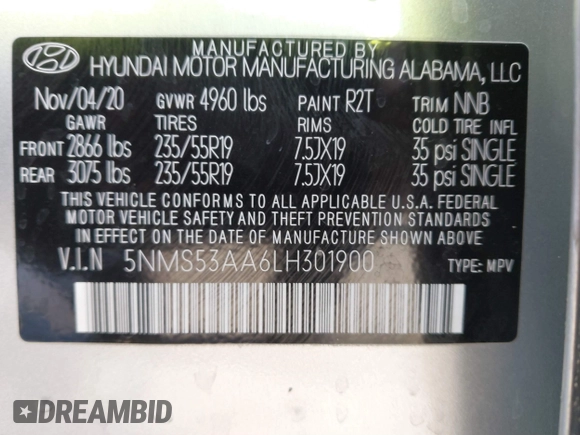 MANUFACTURED BY
HYUNDAI MOTOR MANUFACTURING ALABAMA, LLC
Nov/04/20 GVWR 4960 lbs PAINT R2T TRIM NNB
GAWR TIRES RIMS COLD TIRE INFL
FRONT 2866 lbs 235/55R19 7.5JX19 35 psi SINGLE
REAR 3075 lbs 235/55R19 7.5JX19 35 psi SINGLE
THIS VEHICLE CONFORMS TO ALL APPLICABLE U.S.A. FEDERAL
MOTOR VEHICLE SAFETY AND THEFT PREVENTION STANDARDS
IN EFFECT ON THE DATE OF MANUFACTURE SHOWN ABOVE
V.I.N 5NMS53AA6LH301900 TYPE: MPV
DREAMBID